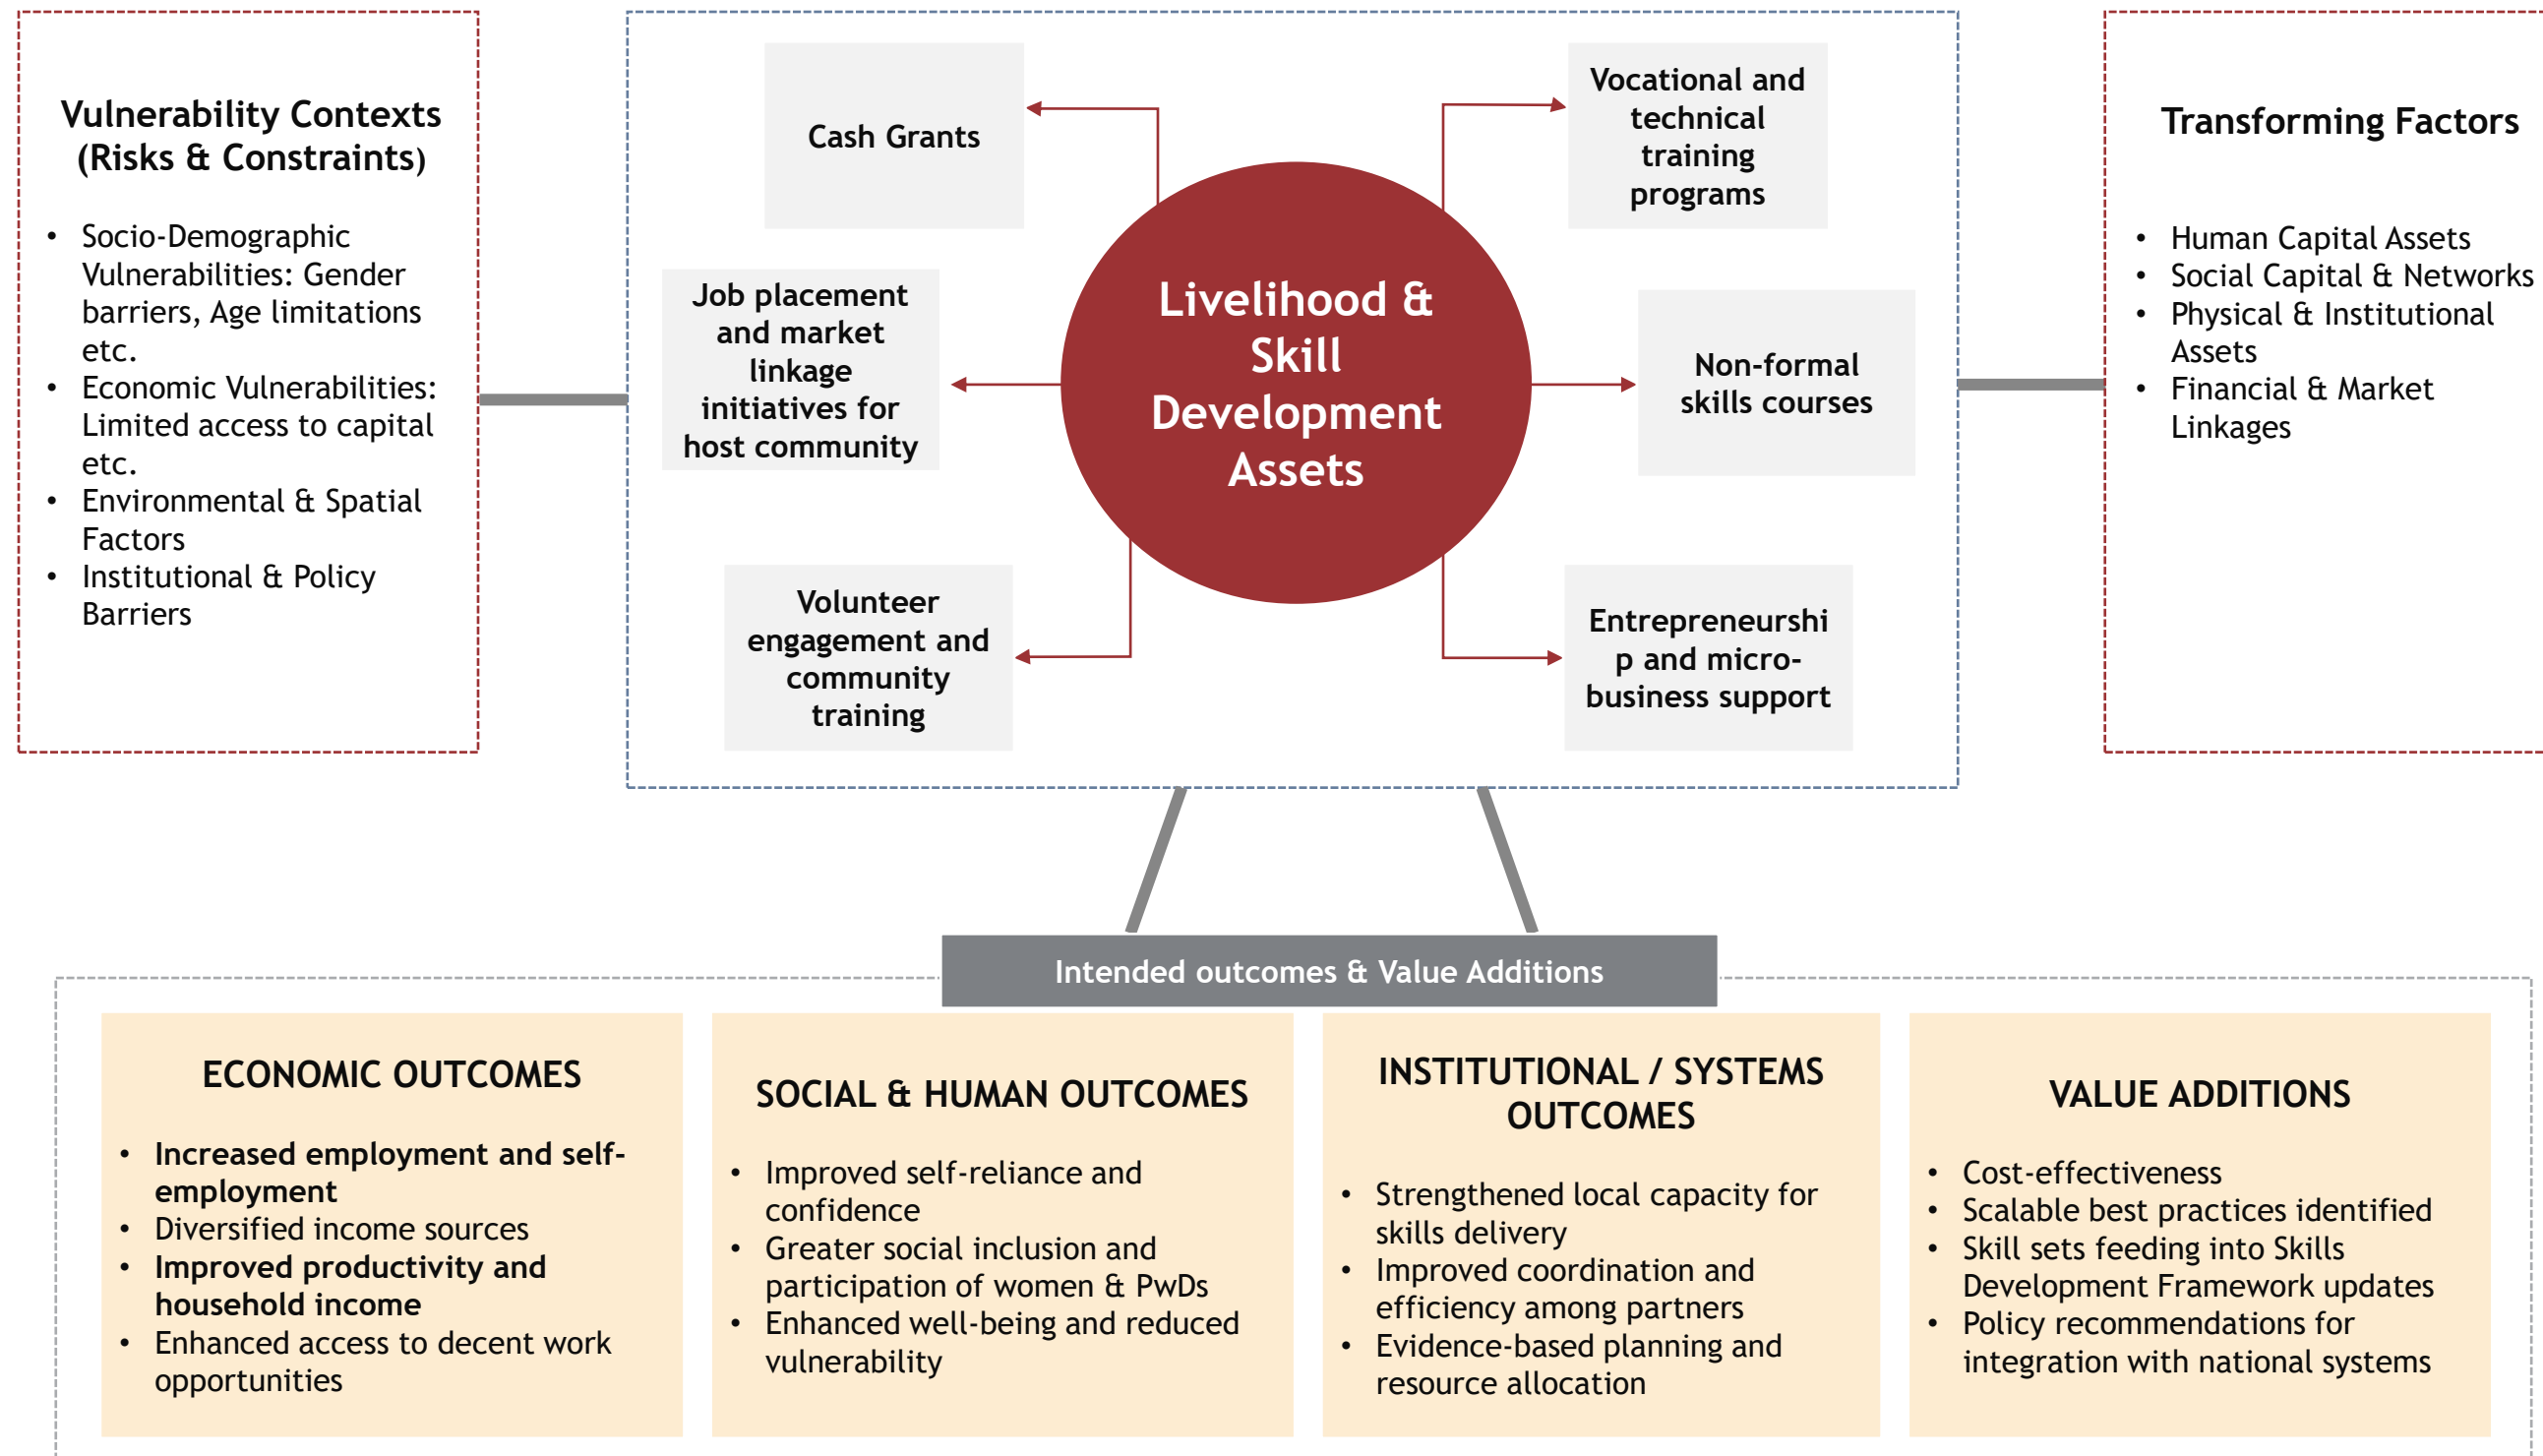 Vulnerability Contexts
(Risks & Constraints)
• Socio-Demographic
Vulnerabilities: Gender
barriers, Age limitations
etc.
• Economic Vulnerabilities:
Limited access to capital
etc.
• Environmental & Spatial
Factors
• Institutional & Policy
Barriers
Cash Grants
Job placement
and market
linkage
initiatives for
host community
Volunteer
engagement and
community
training
Livelihood &
Skill
Development
Assets
Vocational and
technical
training
programs
Non-formal
skills courses
Entrepreneurshi
p and micro-
business support
Transforming Factors
• Human Capital Assets
• Social Capital & Networks
• Physical & Institutional
Assets
• Financial & Market
Linkages
Intended outcomes & Value Additions
ECONOMIC OUTCOMES
• Increased employment and self-
employment
• Diversified income sources
• Improved productivity and
household income
• Enhanced access to decent work
opportunities
SOCIAL & HUMAN OUTCOMES
• Improved self-reliance and
confidence
• Greater social inclusion and
participation of women & PwDs
• Enhanced well-being and reduced
vulnerability
INSTITUTIONAL / SYSTEMS
OUTCOMES
• Strengthened local capacity for
skills delivery
• Improved coordination and
efficiency among partners
• Evidence-based planning and
resource allocation
VALUE ADDITIONS
• Cost-effectiveness
• Scalable best practices identified
• Skill sets feeding into Skills
Development Framework updates
• Policy recommendations for
integration with national systems